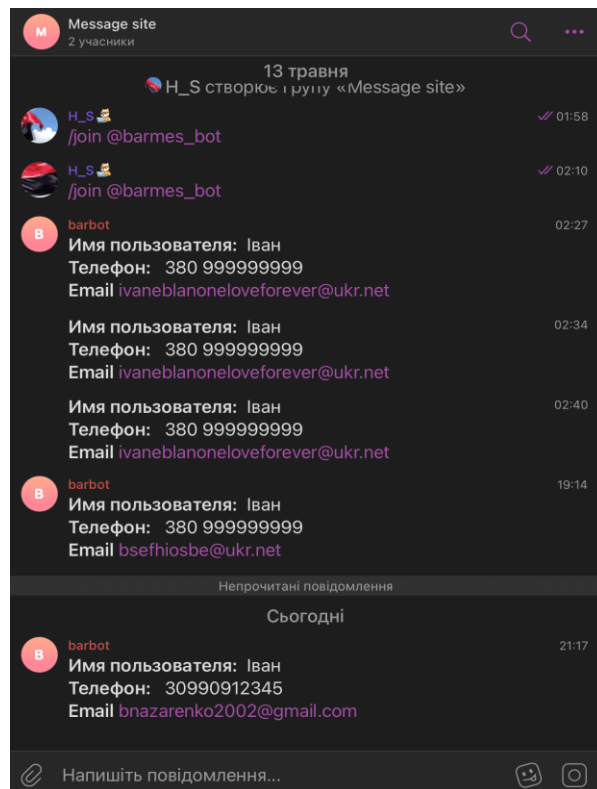 M
Message site
2 учасники
13 травня
H_S створює групу «Message site»
H_S
01:58
/join @barmes_bot
H_S
02:10
/join @barmes_bot
B
barbot
02:27
Имя пользователя: Іван
Телефон: 380 999999999
Email ivaneblanoneloveforever@ukr.net
Имя пользователя: Іван
02:34
Телефон: 380 999999999
Email ivaneblanoneloveforever@ukr.net
Имя пользователя: Іван
02:40
Телефон: 380 999999999
Email ivaneblanoneloveforever@ukr.net
B
barbot
19:14
Имя пользователя: Іван
Телефон: 380 999999999
Email bsefhiosbe@ukr.net
Непрочитані повідомлення
Сьогодні
B
barbot
21:17
Имя пользователя: Іван
Телефон: 30990912345
Email bnazarenko2002@gmail.com
Напишіть повідомлення...